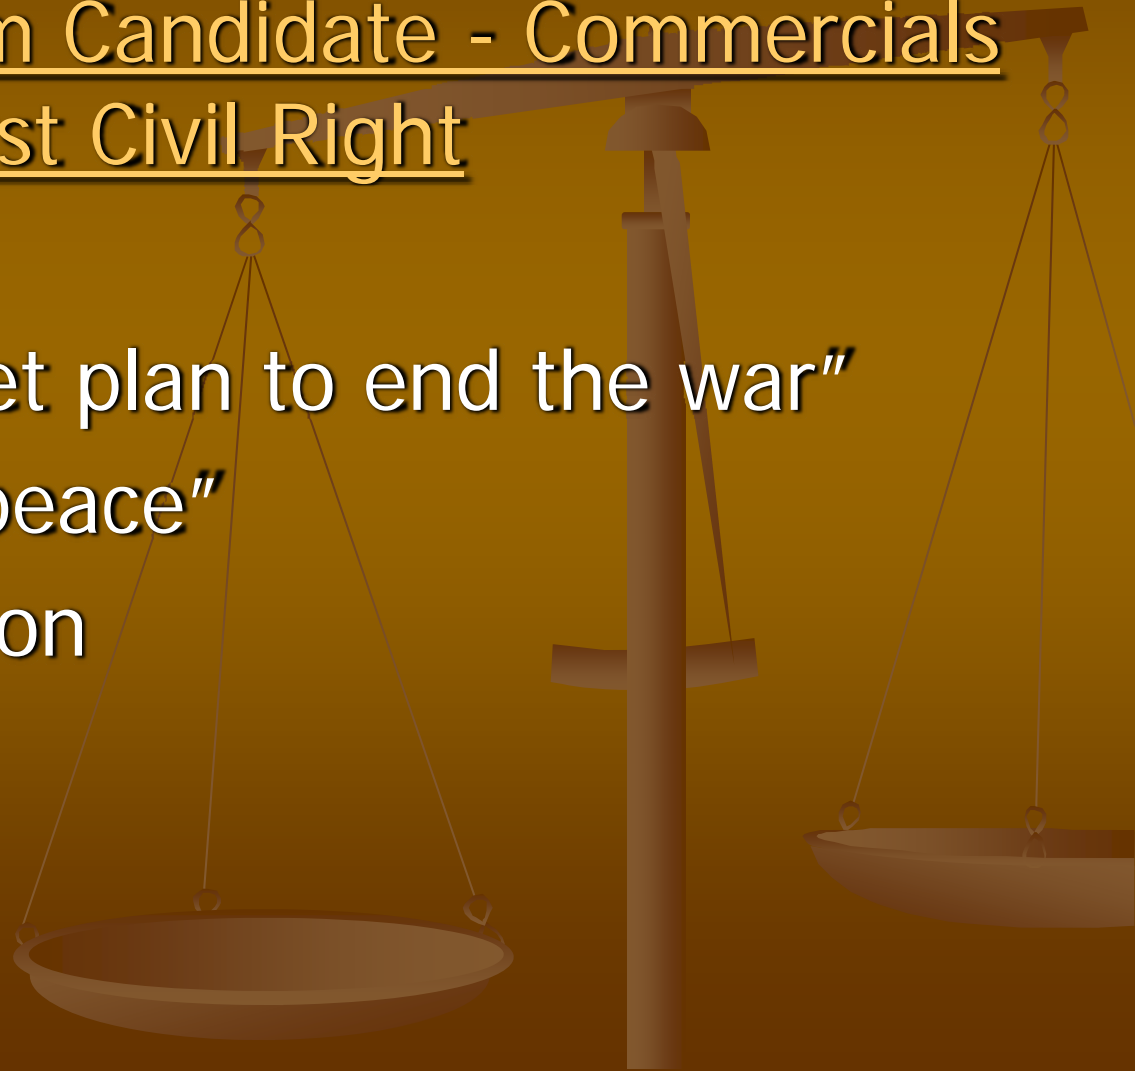 m Candidate - Commercials
st Civil Right
et plan to end the war”
peace”
on